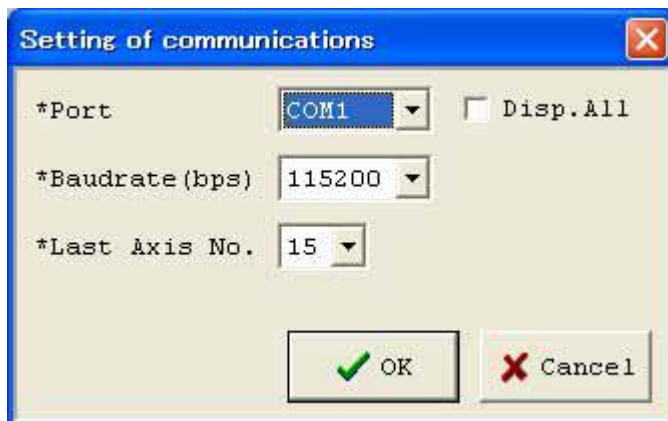 Setting of communications
*Port COM1 Disp.All
*Baudrate(bps) 115200
*Last Axis No. 15
OK Cancel